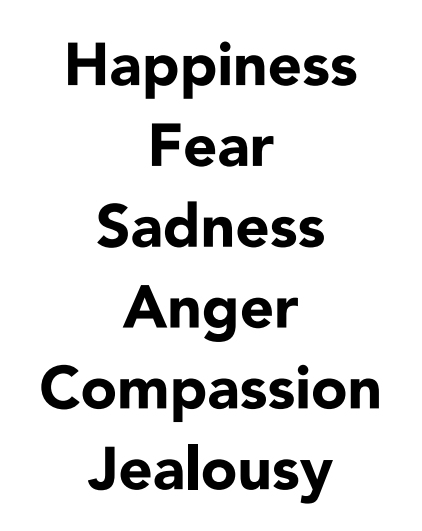 Happiness
Fear
Sadness
Anger
Compassion
Jealousy